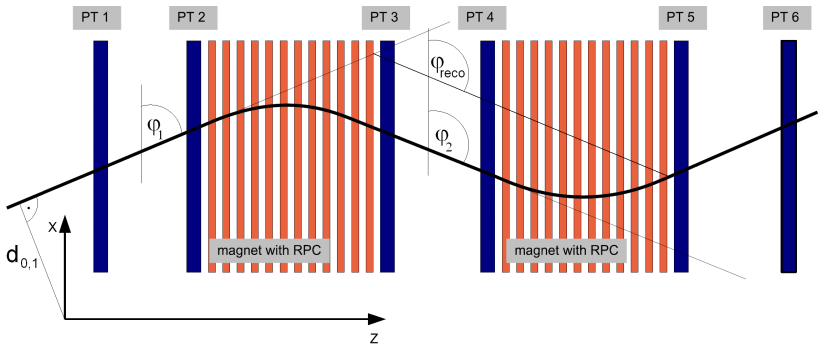 PT 1
PT 2
PT 3
PT 4
PT 5
PT 6
φreco
φ1
φ2
x
magnet with RPC
magnet with RPC
d0,1
z